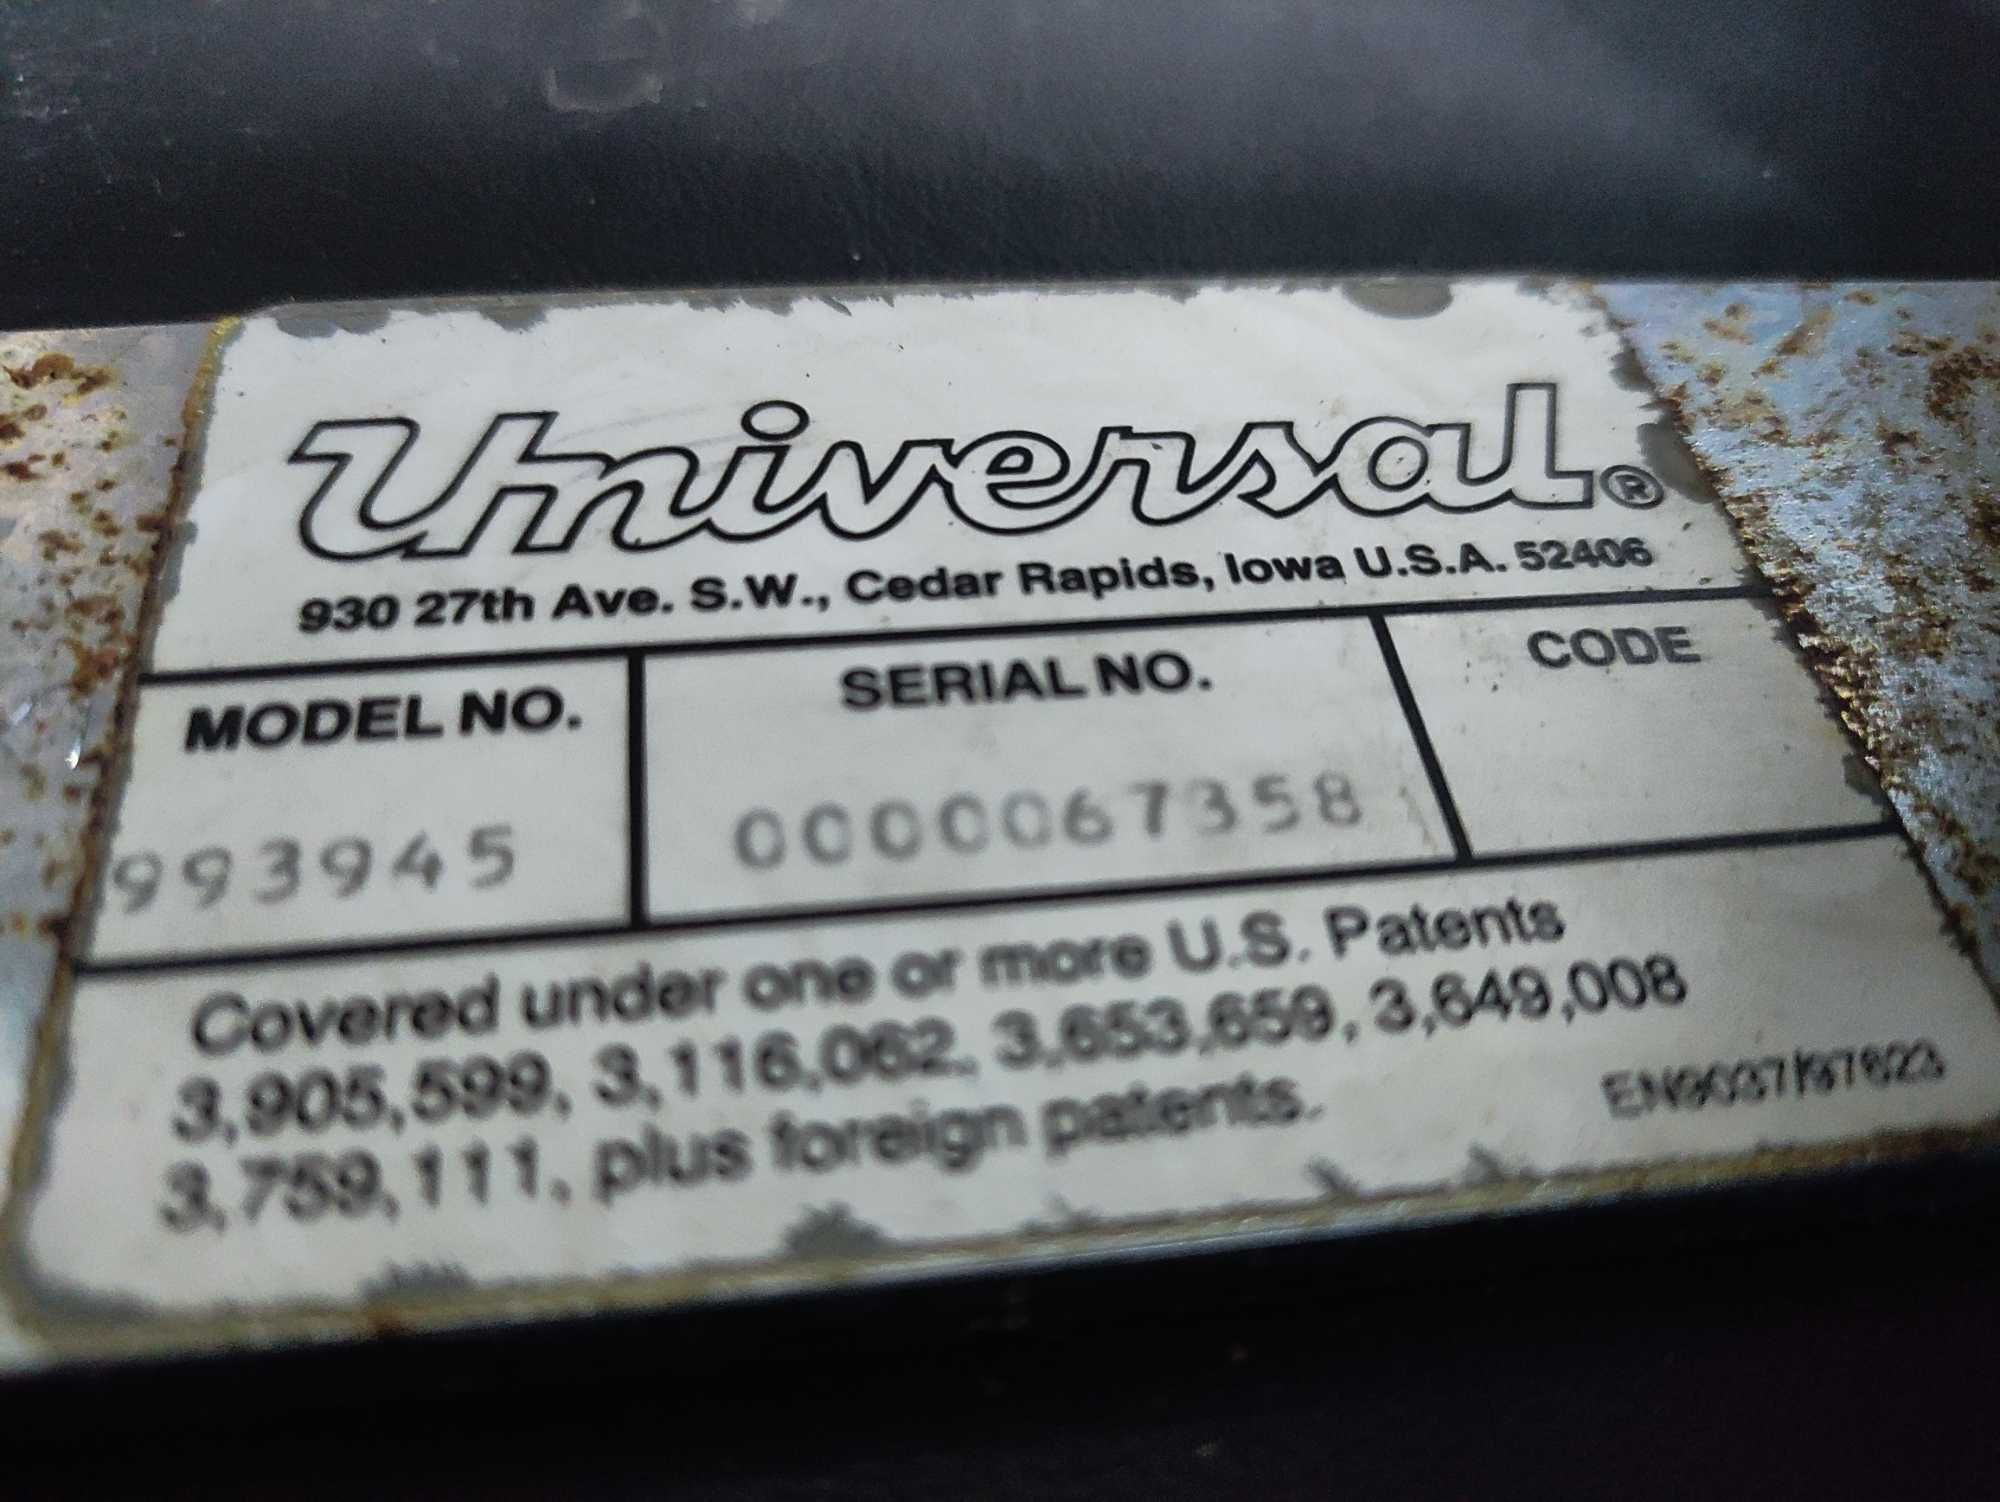 Universal®
930 27th Ave. S.W., Cedar Rapids, Iowa U.S.A. 52406
MODEL NO. SERIAL NO. CODE
993945 0000067358
Covered under one or more U.S. Patents
3,905,599, 3,116,062, 3,653,659, 3,649,008
3,759,111, plus foreign patents.